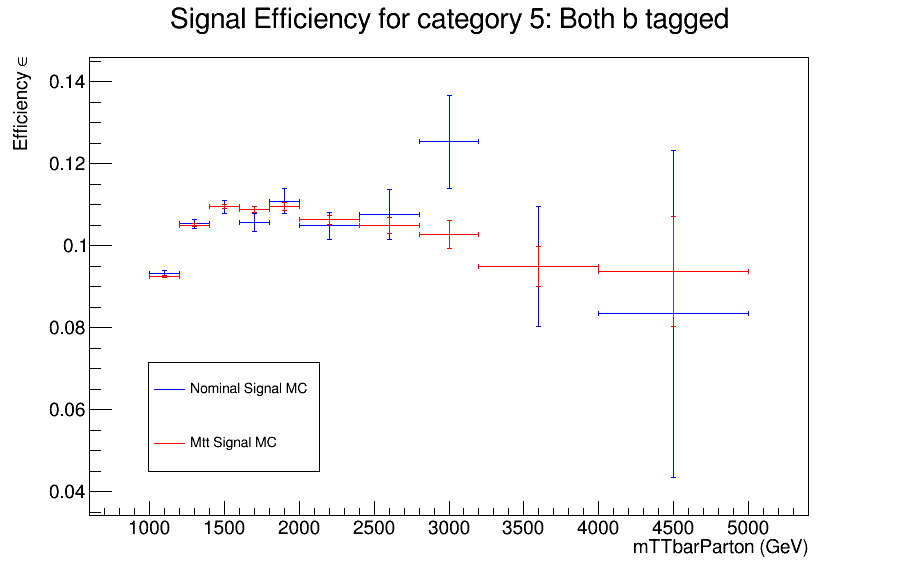 Signal Efficiency for category 5: Both b tagged
Efficiency ∈
0.14
0.12
0.1
0.08
0.06
0.04
Nominal Signal MC
Mtt Signal MC
1000 1500 2000 2500 3000 3500 4000 4500 5000
mTTbarParton (GeV)